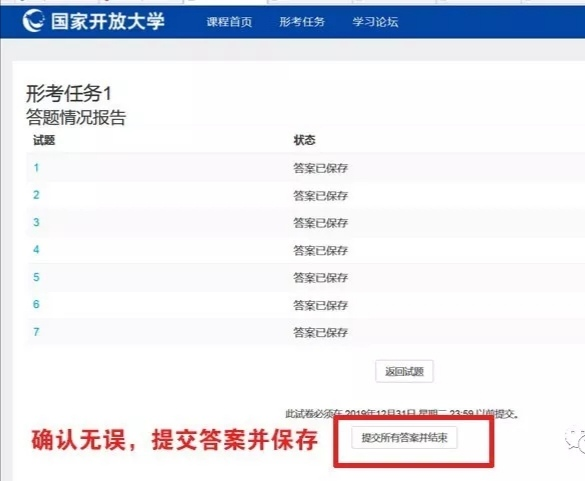 国家开放大学 课程首页 形考任务 学习论坛
形考任务1
答题情况报告
试题 状态
1 答案已保存
2 答案已保存
3 答案已保存
4 答案已保存
5 答案已保存
6 答案已保存
7 答案已保存
返回试题
此试卷必须在 2019年12月31日 星期二 23:59 以前提交。
确认无误，提交答案并保存 提交所有答案并结束